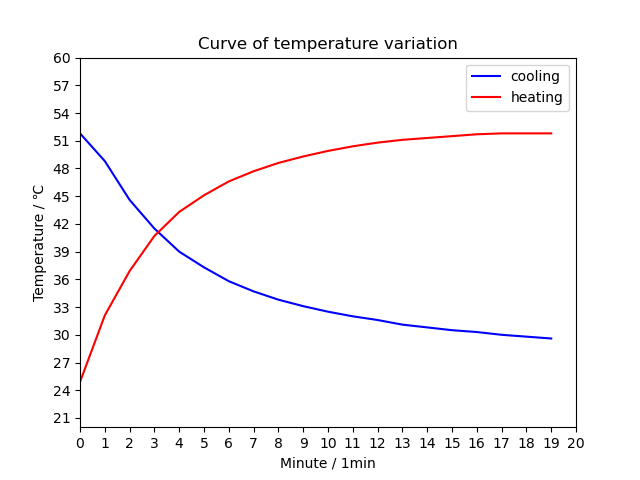 Curve of temperature variation
60
57
54
51
48
45
42
39
36
33
30
27
24
21
Temperature / ℃
cooling
heating
0 1 2 3 4 5 6 7 8 9 10 11 12 13 14 15 16 17 18 19 20
Minute / 1min